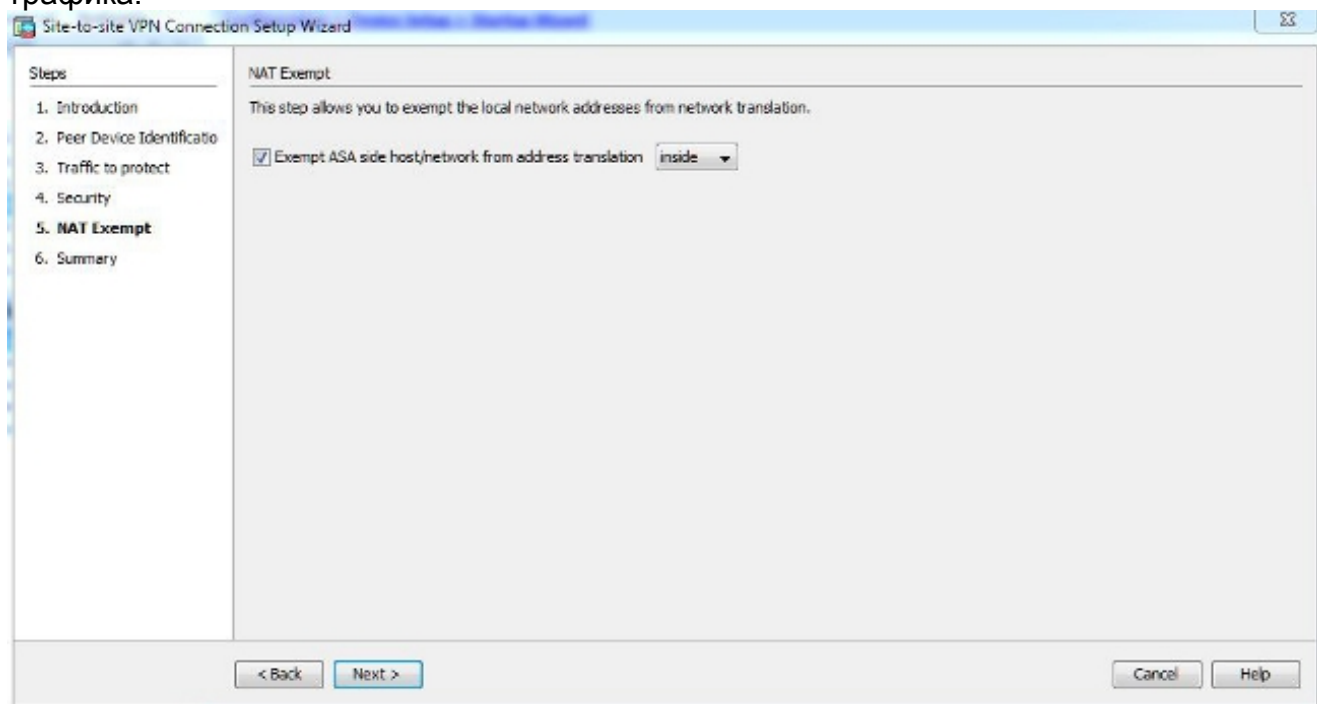 трафика.
Site-to-site VPN Connection Setup Wizard
Steps
1. Introduction
2. Peer Device Identificatio
3. Traffic to protect
4. Security
5. NAT Exempt
6. Summary
NAT Exempt
This step allows you to exempt the local network addresses from network translation.
Exempt ASA side host/network from address translation inside
< Back Next > Cancel Help